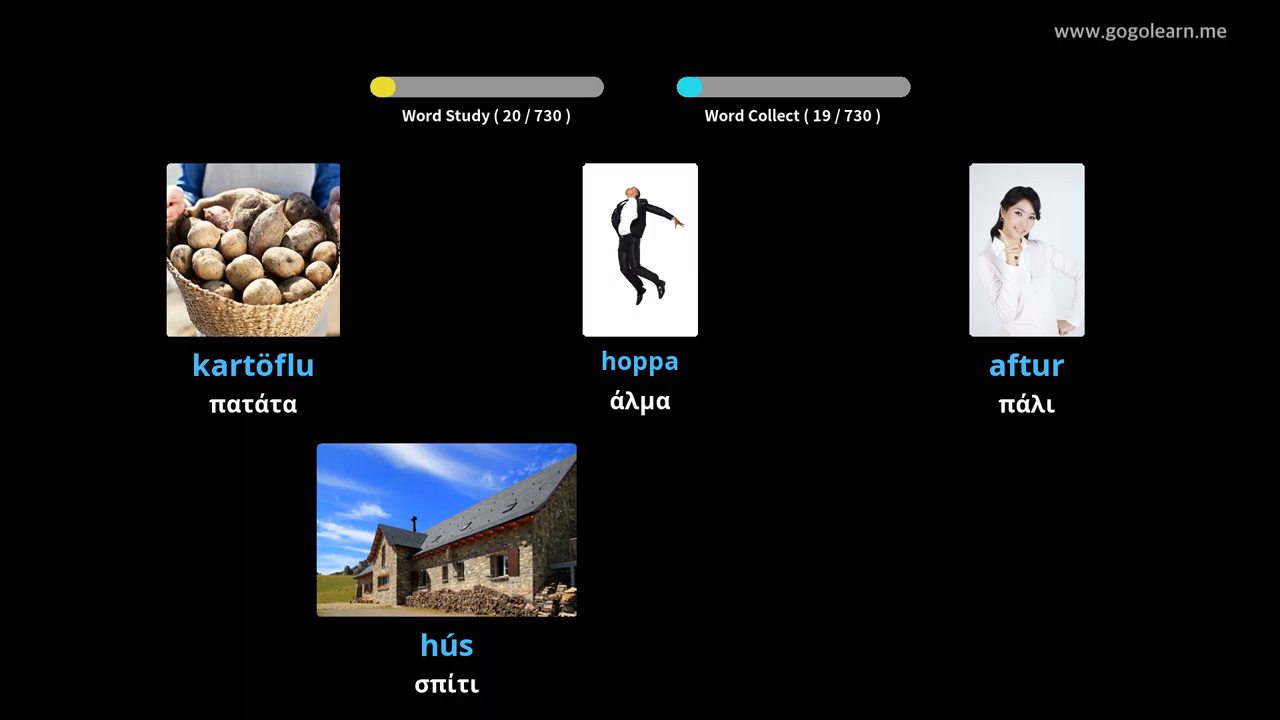 www.gogolearn.me
Word Study ( 20 / 730 )
Word Collect ( 19 / 730 )
kartöflu
hoppa
aftur
πατάτα
άλμα
πάλι
hús
σπίτι